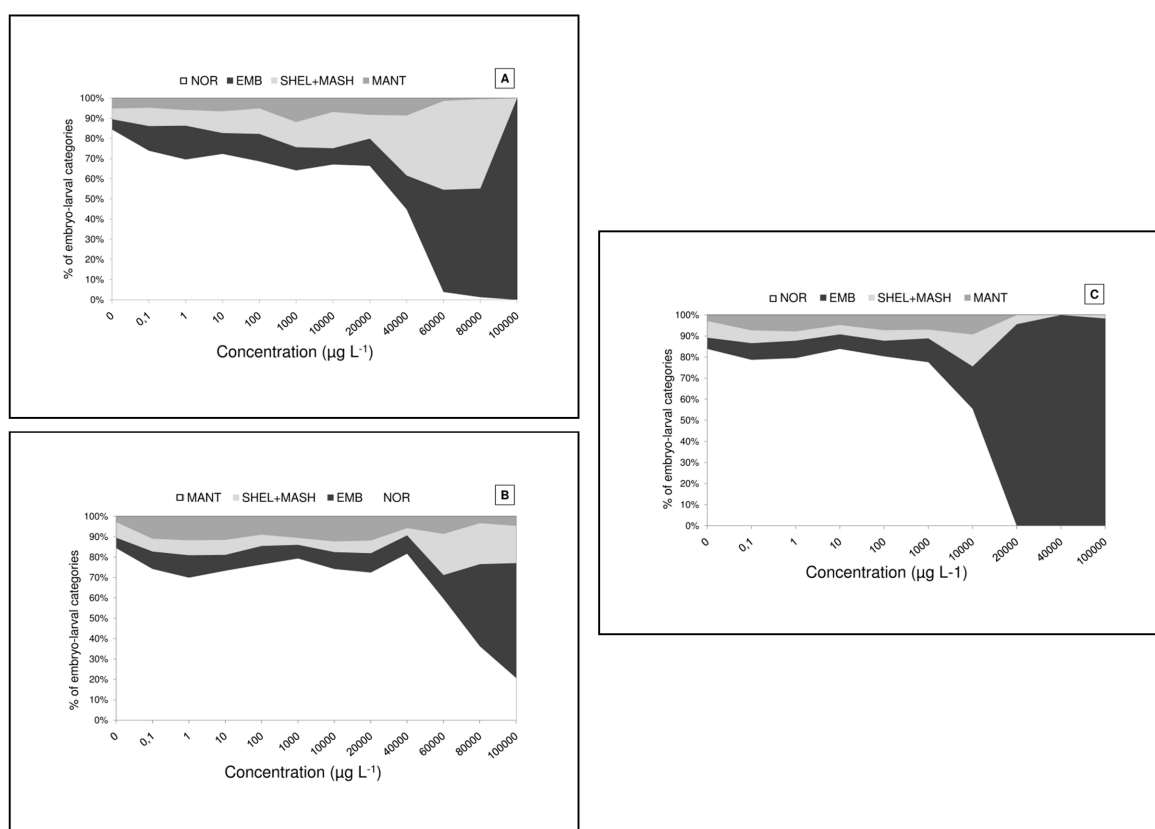 □ NOR ■ EMB ■ SHEL+MASH ■ MANT
A
% of embryo-larval categories
100%
90%
80%
70%
60%
50%
40%
30%
20%
10%
0%
0 0,1 1 10 100 1000 10000 20000 40000 60000 80000 100000
Concentration (µg L-1)
□ MANT ■ SHEL+MASH ■ EMB NOR
B
% of embryo-larval categories
100%
90%
80%
70%
60%
50%
40%
30%
20%
10%
0%
0 0,1 1 10 100 1000 10000 20000 40000 60000 80000 100000
Concentration (µg L-1)
□ NOR ■ EMB ■ SHEL+MASH ■ MANT
C
% of embryo-larval categories
100%
90%
80%
70%
60%
50%
40%
30%
20%
10%
0%
0 0,1 1 10 100 1000 10000 20000 40000 100000
Concentration (µg L-1)